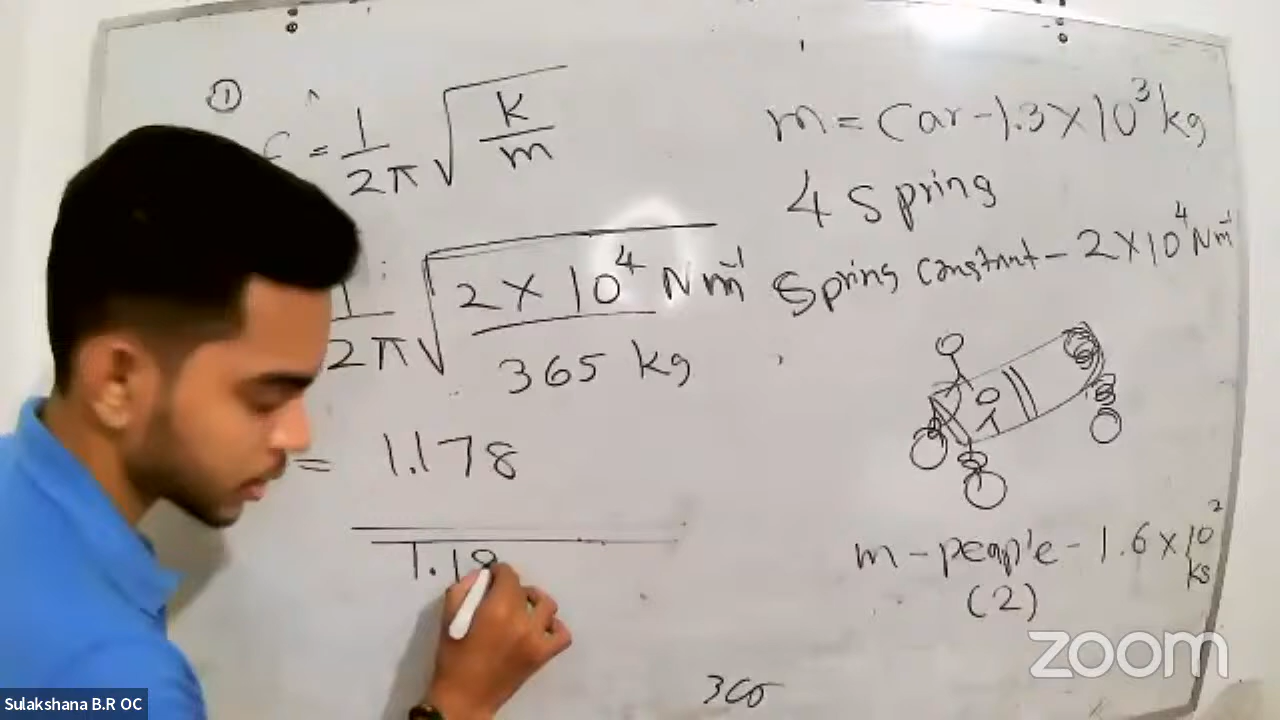 ①
f = 1/2π √(k/m)
1/2π √(2 × 10⁴ Nm⁻¹ / 365 kg)
= 1.178
1.18
m = Car - 1.3 × 10³ kg
4 spring
Spring constant - 2 × 10⁴ Nm⁻¹
m - people - 1.6 × 10² kg
(2)
zoom
Sulakshana B.R OC